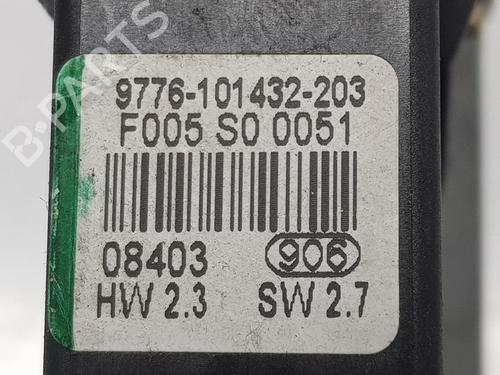 B-PARTS
9776-101432-203
F005 S0 0051
08403 906
HW 2.3 SW 2.7